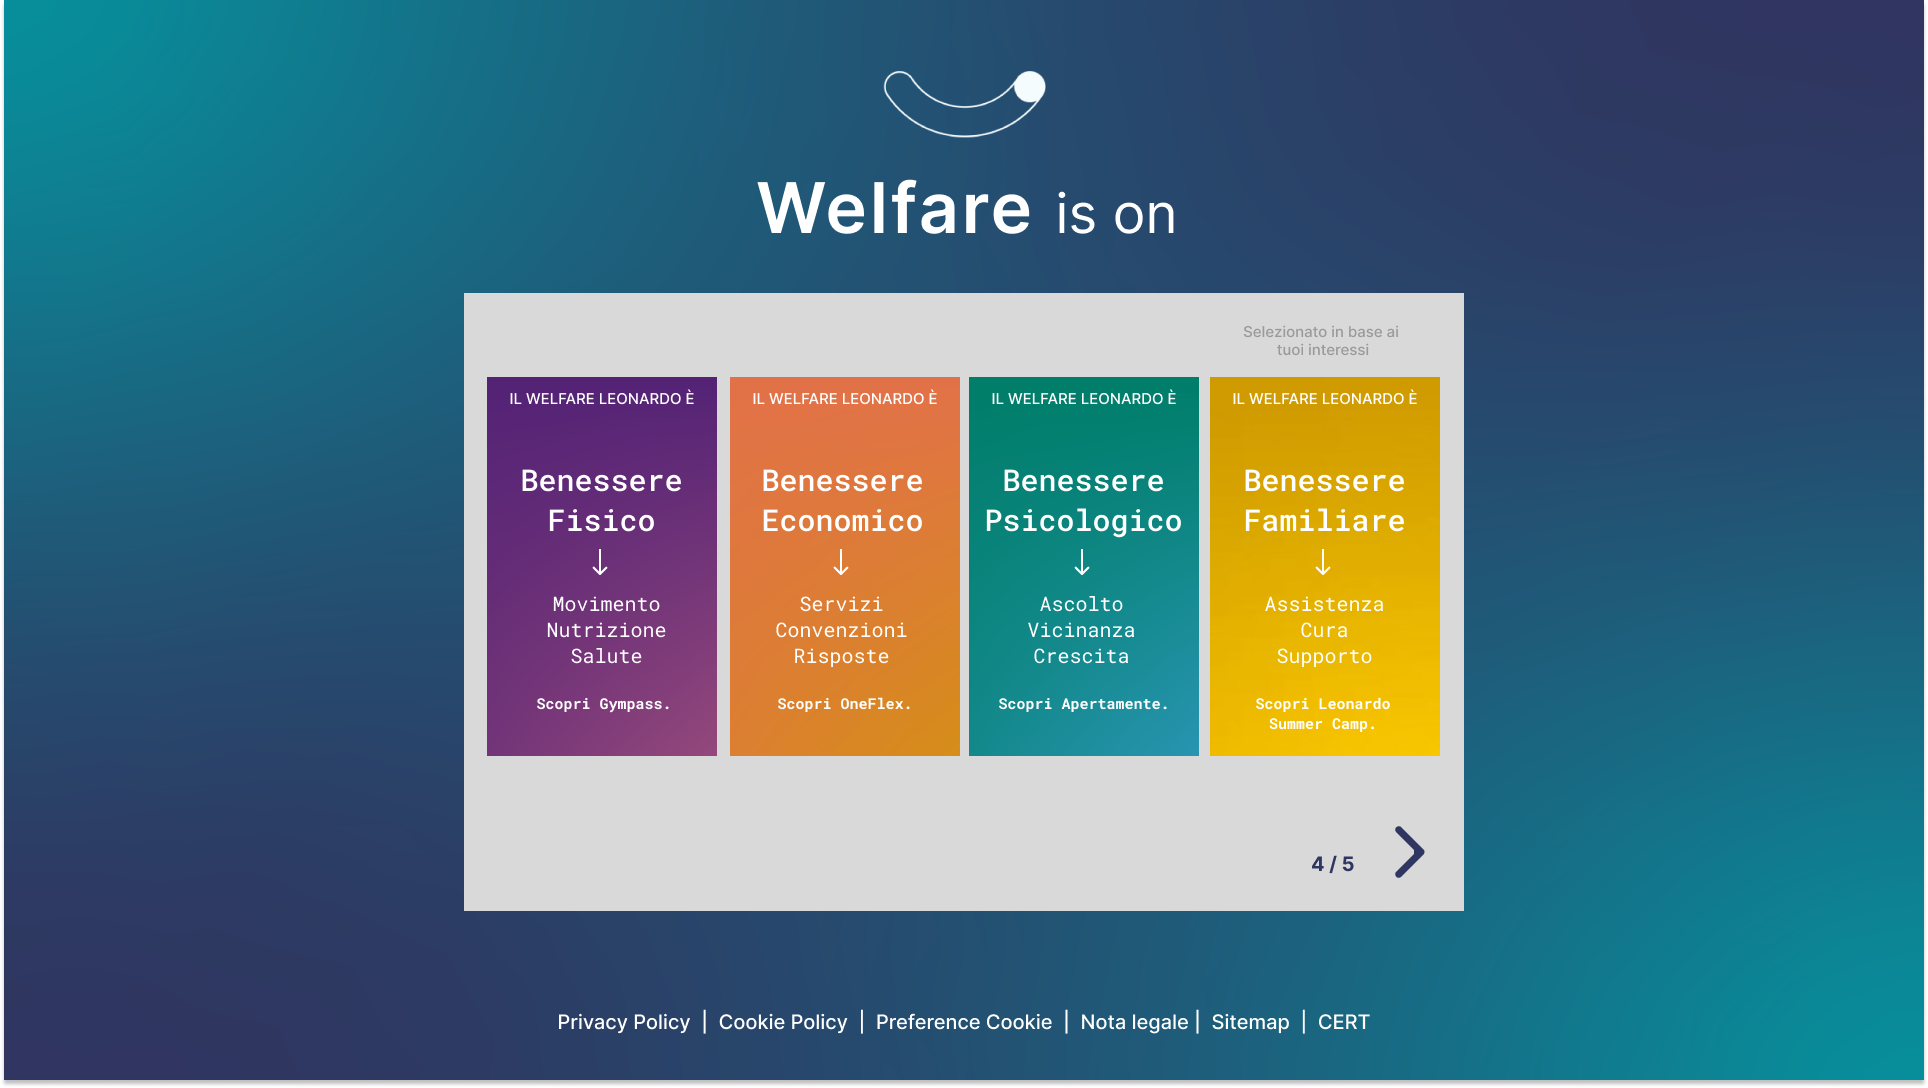 Welfare is on
Selezionato in base ai
tuoi interessi
IL WELFARE LEONARDO È
Benessere
Fisico
Movimento
Nutrizione
Salute
Scopri Gympass.
IL WELFARE LEONARDO È
Benessere
Economico
Servizi
Convenzioni
Risposte
Scopri OneFlex.
IL WELFARE LEONARDO È
Benessere
Psicologico
Ascolto
Vicinanza
Crescita
Scopri Apertamente.
IL WELFARE LEONARDO È
Benessere
Familiare
Assistenza
Cura
Supporto
Scopri Leonardo
Summer Camp.
4 / 5
Privacy Policy | Cookie Policy | Preference Cookie | Nota legale | Sitemap | CERT